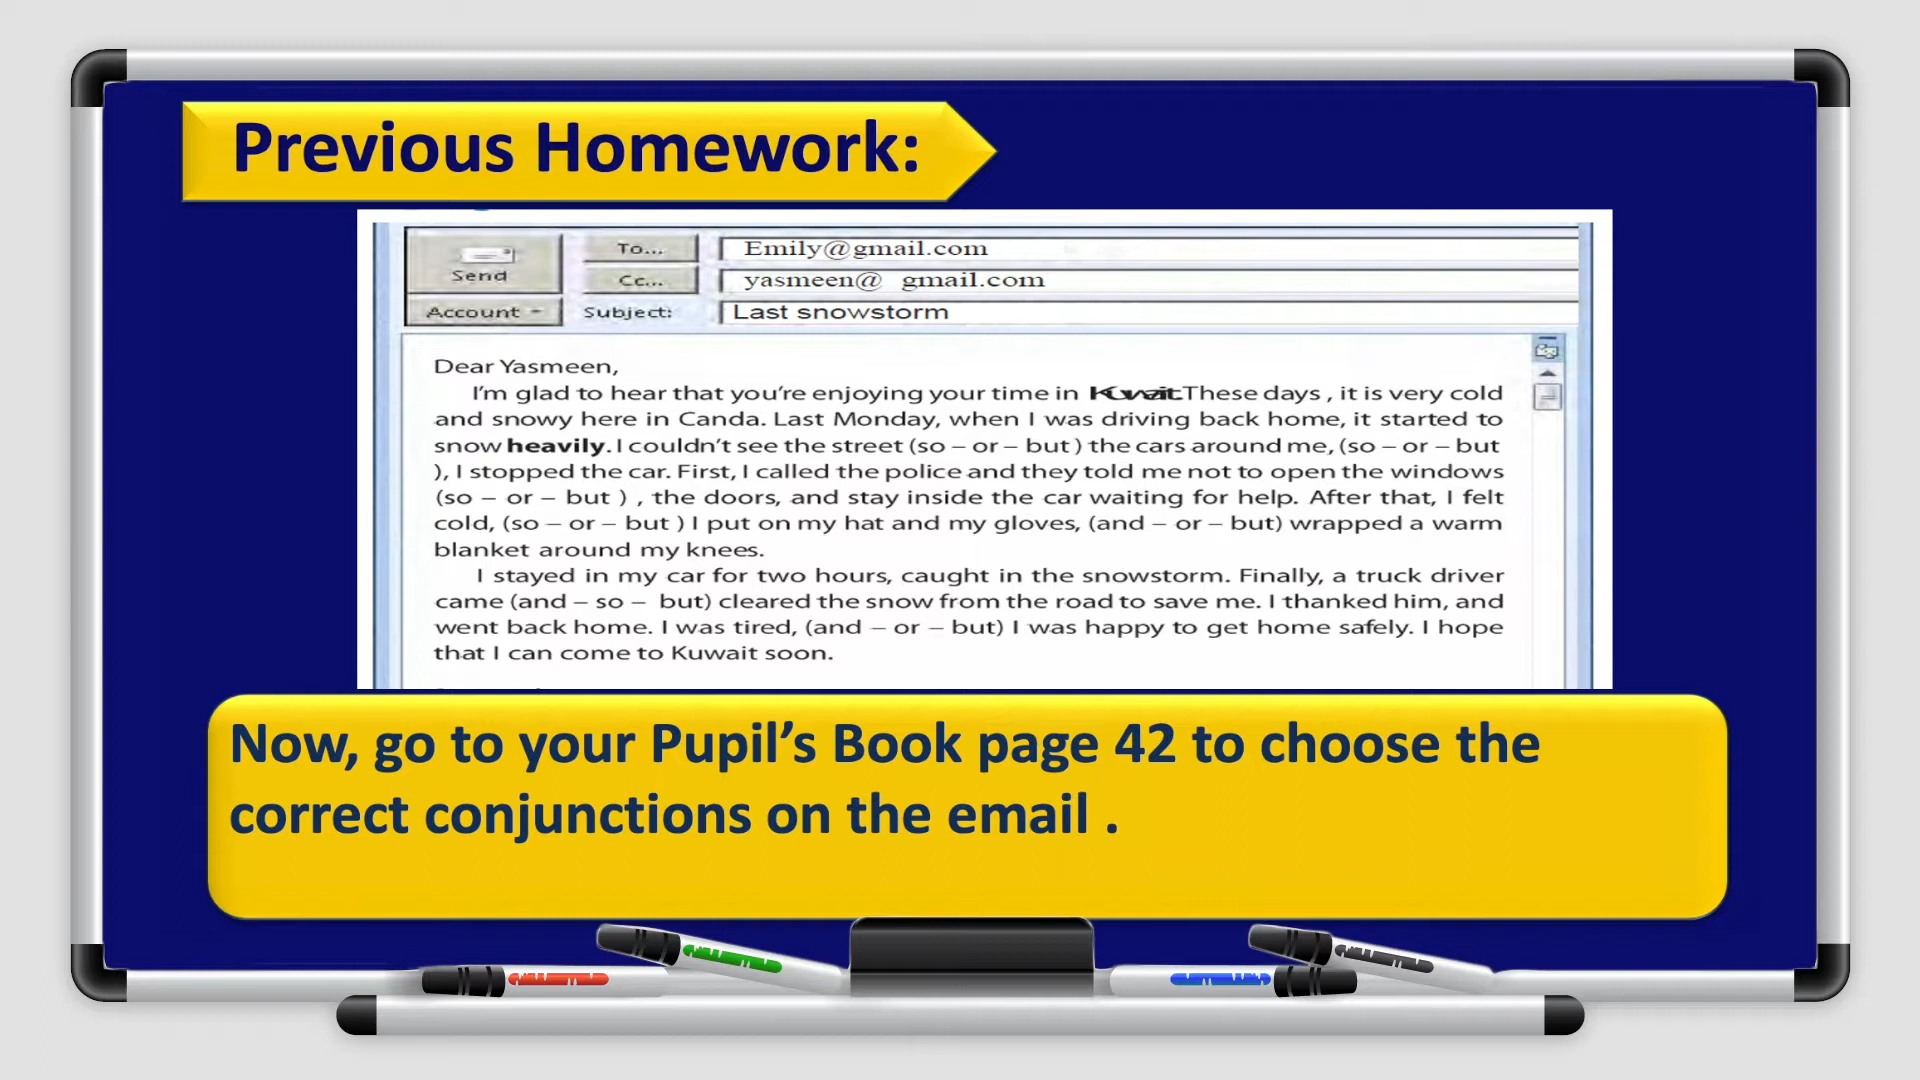 Previous Homework:
Send
To...
Emily@gmail.com
Cc...
yasmeen@ gmail.com
Account
Subject:
Last snowstorm
Dear Yasmeen,
I'm glad to hear that you're enjoying your time in Kuwait.These days , it is very cold
and snowy here in Canda. Last Monday, when I was driving back home, it started to
snow heavily. I couldn't see the street (so – or – but ) the cars around me, (so – or – but
), I stopped the car. First, I called the police and they told me not to open the windows
(so – or – but ) , the doors, and stay inside the car waiting for help. After that, I felt
cold, (so – or – but ) I put on my hat and my gloves, (and – or – but) wrapped a warm
blanket around my knees.
I stayed in my car for two hours, caught in the snowstorm. Finally, a truck driver
came (and – so – but) cleared the snow from the road to save me. I thanked him, and
went back home. I was tired, (and – or – but) I was happy to get home safely. I hope
that I can come to Kuwait soon.
Now, go to your Pupil's Book page 42 to choose the
correct conjunctions on the email .